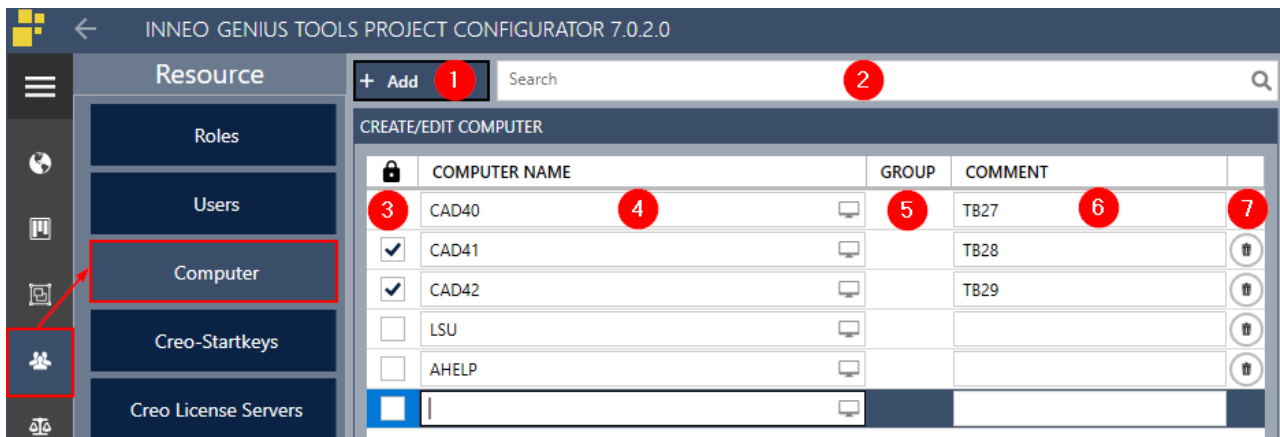 INNEO GENIUS TOOLS PROJECT CONFIGURATOR 7.0.2.0
Resource
+ Add 1 Search 2
Roles
Users
Computer
Creo-Startkeys
Creo License Servers
CREATE/EDIT COMPUTER
COMPUTER NAME GROUP COMMENT
3 CAD40 4 5 TB27 6 7
CAD41 TB28
CAD42 TB29
LSU
AHELP